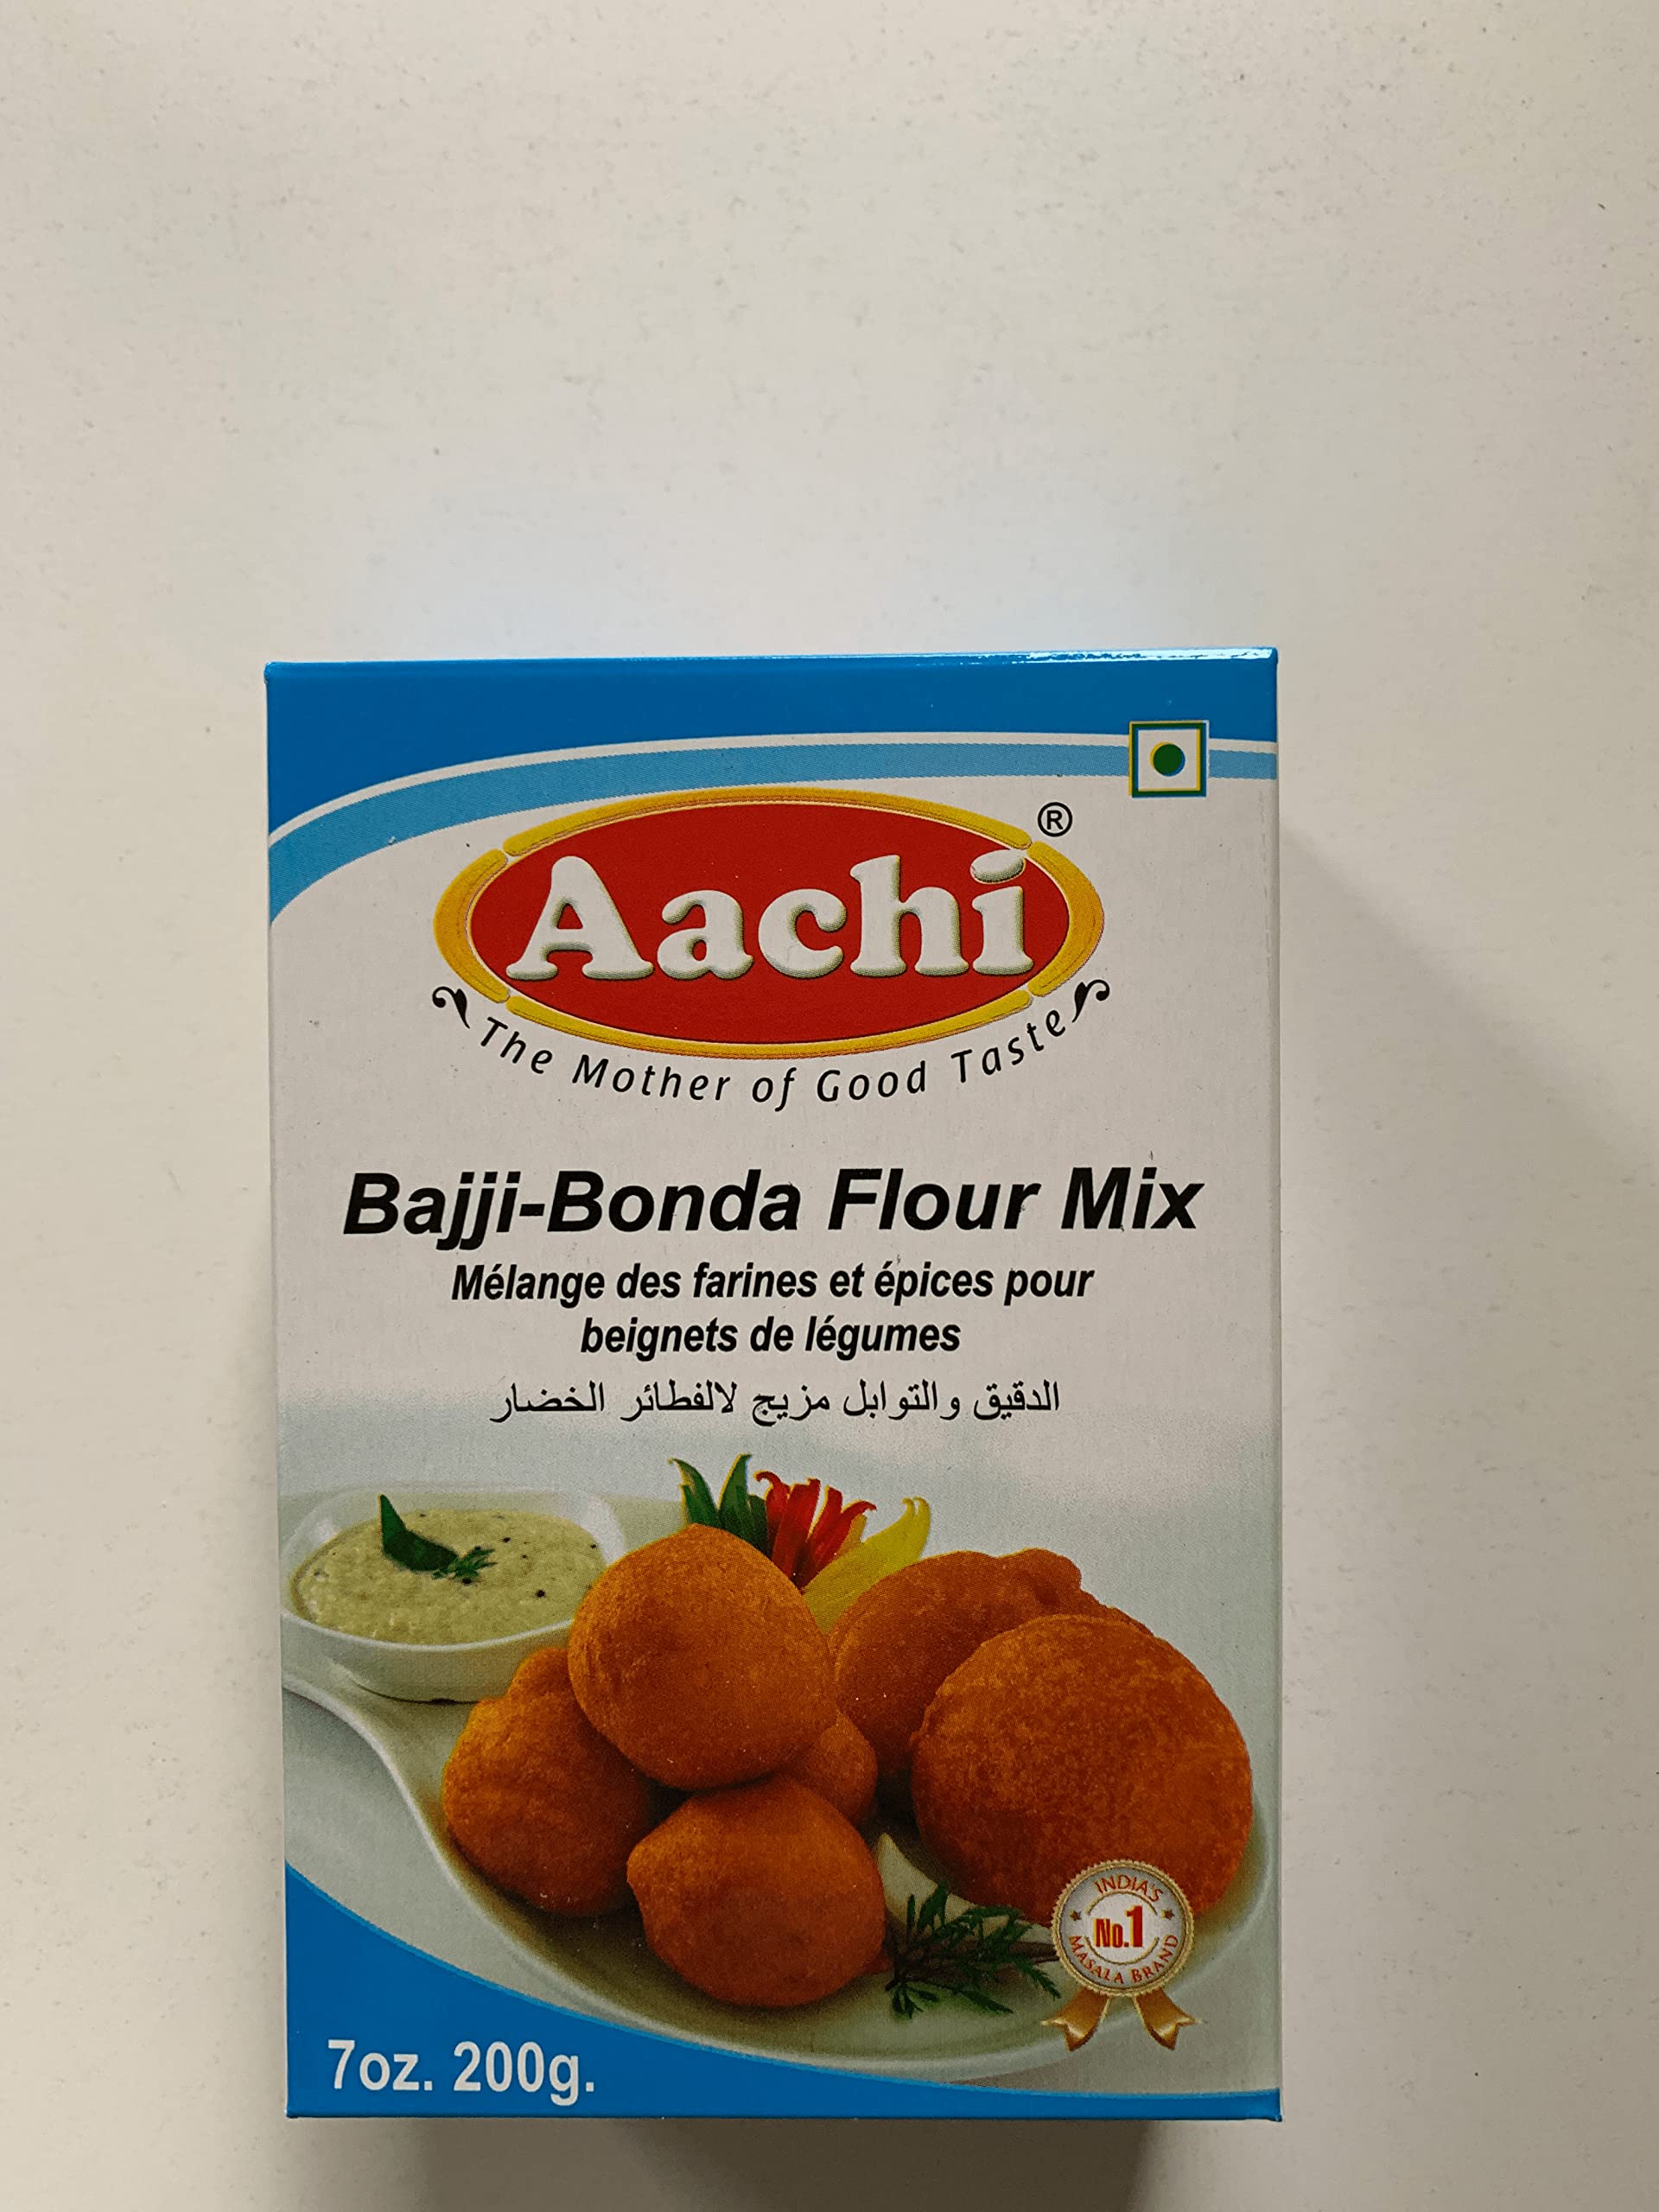 Aachi ®
The Mother of Good Taste
Bajji-Bonda Flour Mix
Mélange des farines et épices pour
beignets de légumes
الدقيق والتوابل مزيج لالفطائر الخضار
INDIA'S
No.1
MASALA BRAND
7oz. 200g.